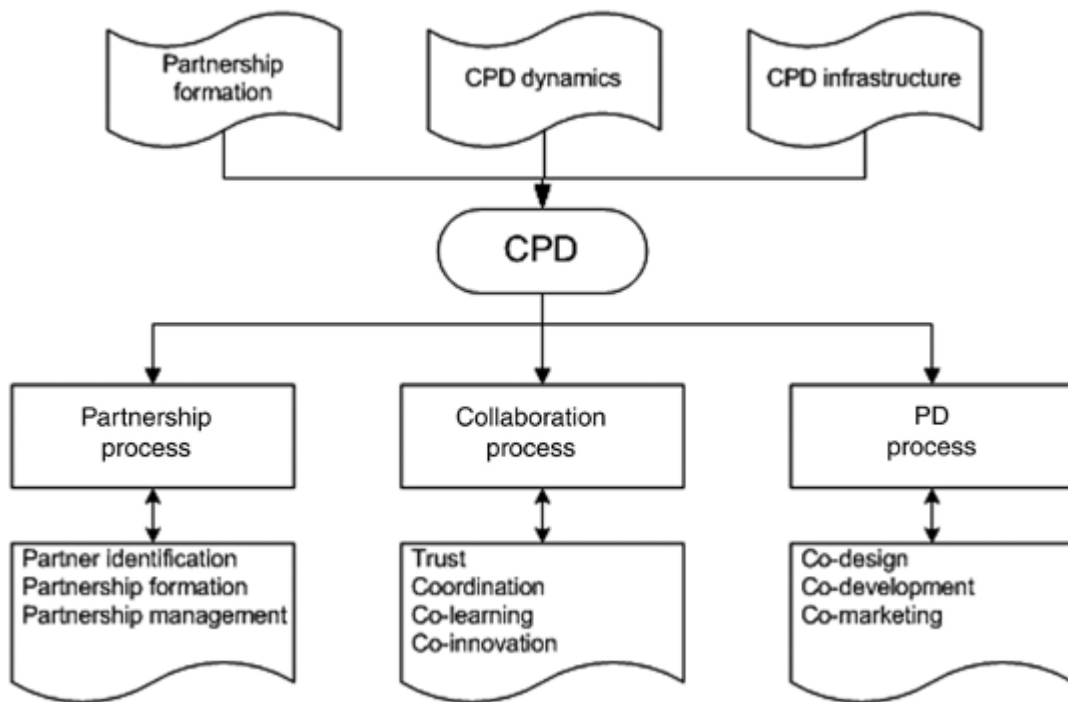 Partnership
formation
CPD dynamics
CPD infrastructure
CPD
Partnership
process
Collaboration
process
PD
process
Partner identification
Partnership formation
Partnership management
Trust
Coordination
Co-learning
Co-innovation
Co-design
Co-development
Co-marketing